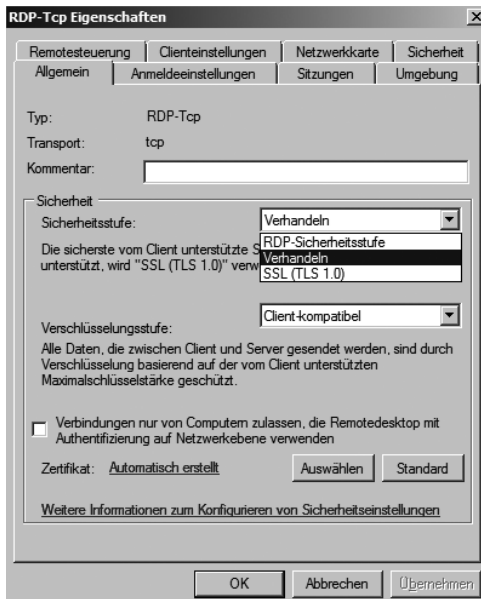 RDP-Tcp Eigenschaften
Remotesteuerung Clienteinstellungen Netzwerkkarte Sicherheit
Allgemein Anmeldeeinstellungen Sitzungen Umgebung
Typ: RDP-Tcp
Transport: tcp
Kommentar:
Sicherheit
Sicherheitsstufe: Verhandeln
RDP-Sicherheitsstufe
Verhandeln
SSL (TLS 1.0)
Die sicherste vom Client unterstützte S
unterstützt, wird "SSL (TLS 1.0)" verw
Verschlüsselungsstufe: Client-kompatibel
Alle Daten, die zwischen Client und Server gesendet werden, sind durch
Verschlüsselung basierend auf der vom Client unterstützten
Maximalschlüsselstärke geschützt.
Verbindungen nur von Computern zulassen, die Remotedesktop mit
Authentifizierung auf Netzwerkebene verwenden
Zertifikat: Automatisch erstellt Auswählen Standard
Weitere Informationen zum Konfigurieren von Sicherheitseinstellungen
OK Abbrechen Übernehmen